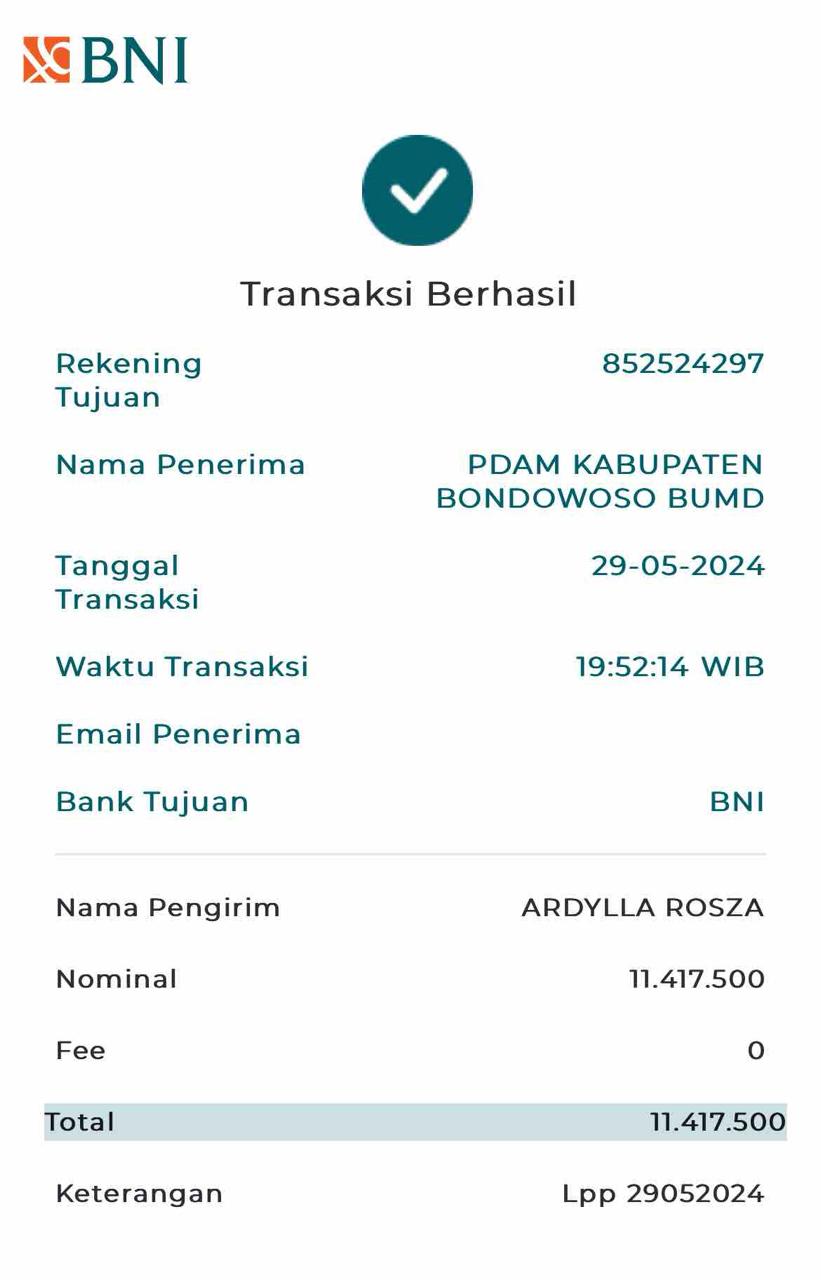 BNI
Transaksi Berhasil
Rekening Tujuan 852524297
Nama Penerima PDAM KABUPATEN BONDOWOSO BUMD
Tanggal Transaksi 29-05-2024
Waktu Transaksi 19:52:14 WIB
Email Penerima
Bank Tujuan BNI
Nama Pengirim ARDYLLA ROSZA
Nominal 11.417.500
Fee 0
Total 11.417.500
Keterangan Lpp 29052024